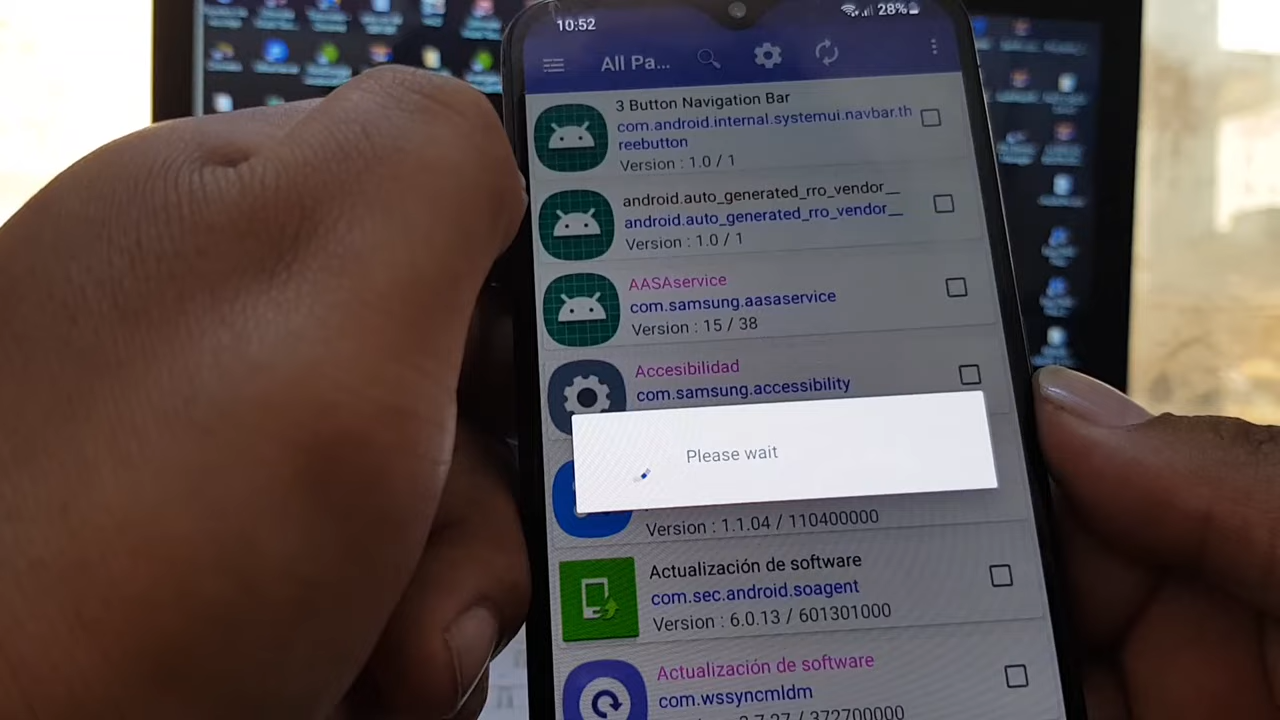 10:52
28%
All Pa...
3 Button Navigation Bar
com.android.internal.systemui.navbar.th
reebutton
Version : 1.0 / 1
android.auto_generated_rro_vendor__
android.auto_generated_rro_vendor__
Version : 1.0 / 1
AASAservice
com.samsung.aasaservice
Version : 15 / 38
Accesibilidad
com.samsung.accessibility
Please wait
Version : 1.1.04 / 110400000
Actualización de software
com.sec.android.soagent
Version : 6.0.13 / 601301000
Actualización de software
com.wssyncmldm